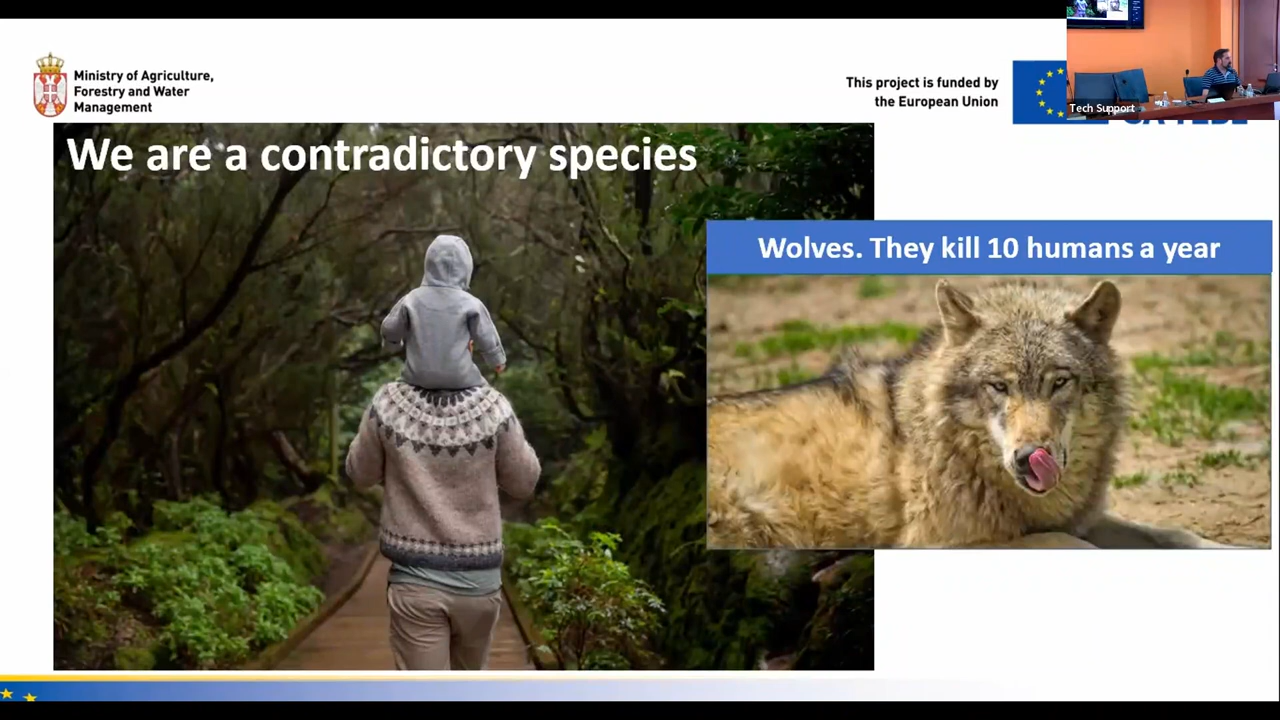 Ministry of Agriculture,
Forestry and Water
Management
This project is funded by
the European Union
Tech Support
We are a contradictory species
Wolves. They kill 10 humans a year